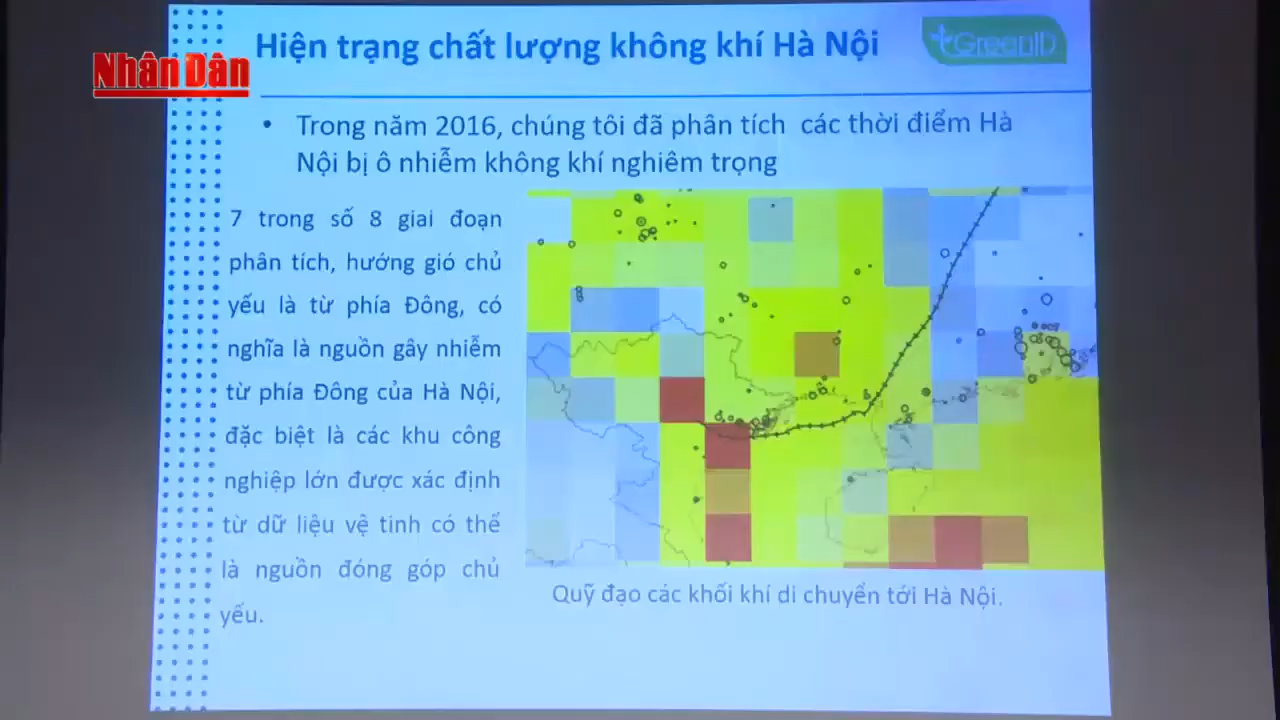 Nhân Dân
Hiện trạng chất lượng không khí Hà Nội
GreenID
• Trong năm 2016, chúng tôi đã phân tích các thời điểm Hà
Nội bị ô nhiễm không khí nghiêm trọng
7 trong số 8 giai đoạn
phân tích, hướng gió chủ
yếu là từ phía Đông, có
nghĩa là nguồn gây nhiễm
từ phía Đông của Hà Nội,
đặc biệt là các khu công
nghiệp lớn được xác định
từ dữ liệu vệ tinh có thể
là nguồn đóng góp chủ
yếu.
Quỹ đạo các khối khí di chuyển tới Hà Nội.